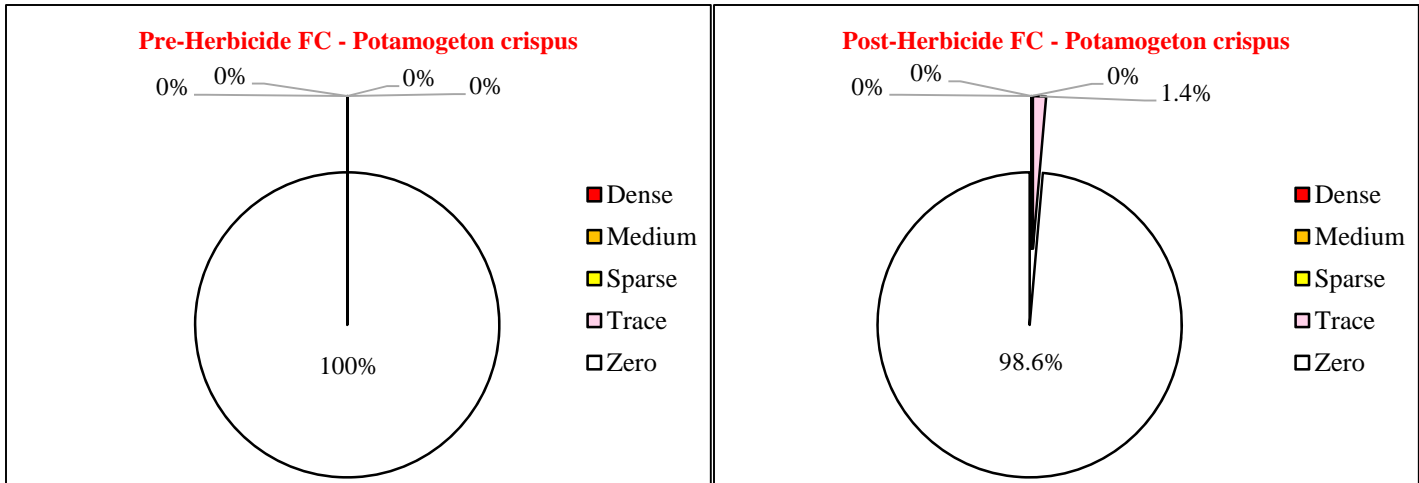 Pre-Herbicide FC - Potamogeton crispus
0%
0%
0%
0%
100%
Dense
Medium
Sparse
Trace
Zero
Post-Herbicide FC - Potamogeton crispus
0%
0%
0%
1.4%
98.6%
Dense
Medium
Sparse
Trace
Zero